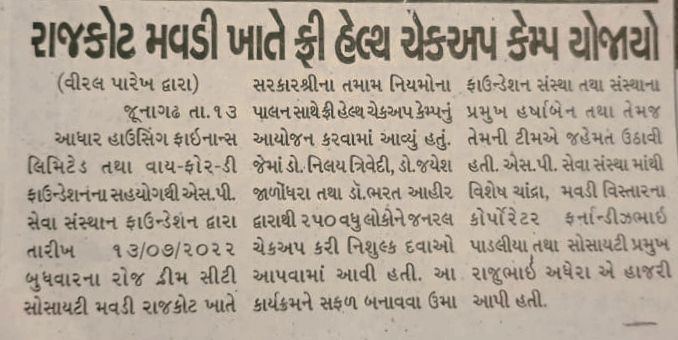 રાજકોટ મવડી ખાતે ફ્રી હેલ્થ ચેકઅપ કેમ્પ યોજાયો
(વીરલ પારેખ દ્વારા)
જૂનાગઢ તા.૧૩
આધાર હાઉસિંગ ફાઇનાન્સ
લિમિટેડ તથા વાય-ફોર-ડી
ફાઉન્ડેશનના સહયોગથી એસ.પી.
સેવા સંસ્થાન ફાઉન્ડેશન દ્વારા
તારીખ ૧૩/૦૭/૨૦૨૨
બુધવારના રોજ ડ્રીમ સીટી
સોસાયટી મવડી રાજકોટ ખાતે
સરકારશ્રીના તમામ નિયમોના
પાલન સાથે ફ્રી હેલ્થ ચેકઅપ કેમ્પનું
આયોજન કરવામાં આવ્યું હતું.
જેમાં ડો. નિલય ત્રિવેદી, ડો.જયેશ
જાળોંધરા તથા ડૉ.ભરત આહીર
દ્વારાથી ૨૫૦ વધુ લોકોને જનરલ
ચેકઅપ કરી નિશુલ્ક દવાઓ
આપવામાં આવી હતી. આ
કાર્યક્રમને સફળ બનાવવા ઉમા
ફાઉન્ડેશન સંસ્થા તથા સંસ્થાના
પ્રમુખ હર્ષાબેન તથા તેમજ
તેમની ટીમએ જહેમત ઉઠાવી
હતી. એસ.પી. સેવા સંસ્થા માંથી
વિશેષ ચાંદ્રા, મવડી વિસ્તારના
કોર્પોરેટર ફર્નાન્ડીઝભાઈ
પાડલીયા તથા સોસાયટી પ્રમુખ
રાજુભાઈ અઘેરા એ હાજરી
આપી હતી.